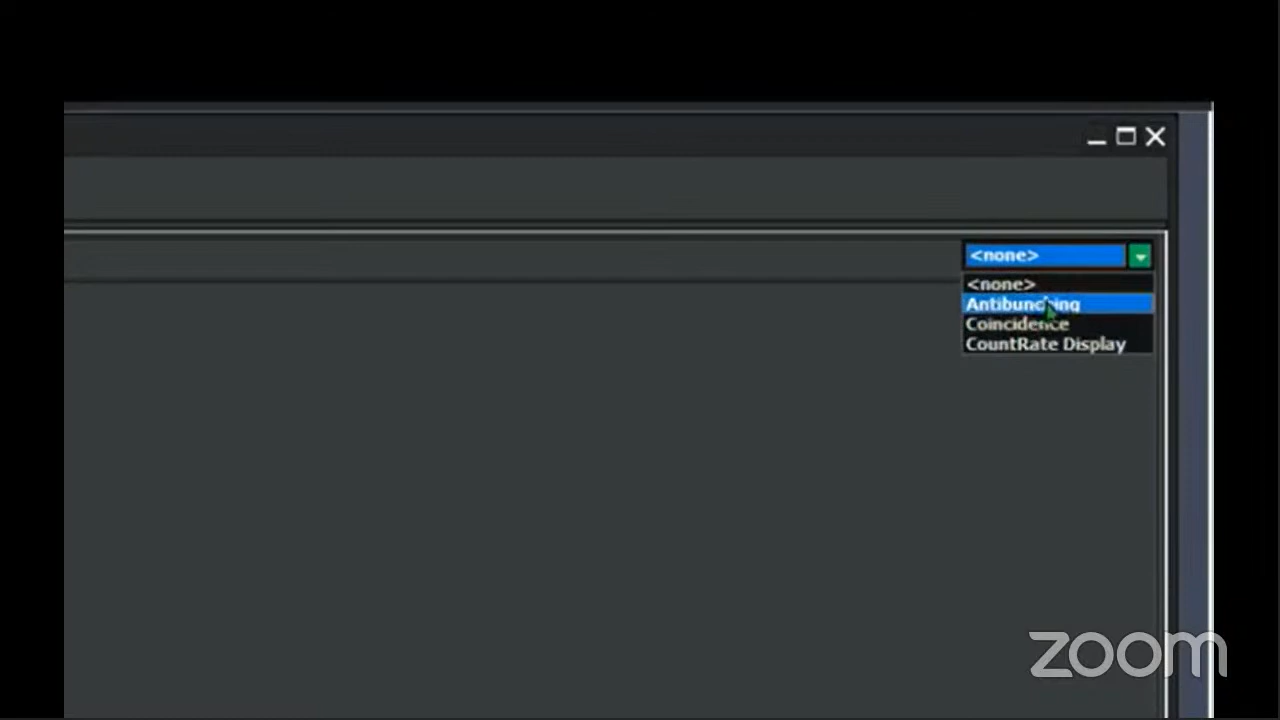 <none>
<none>
Antibunching
Coincidence
CountRate Display
zoom